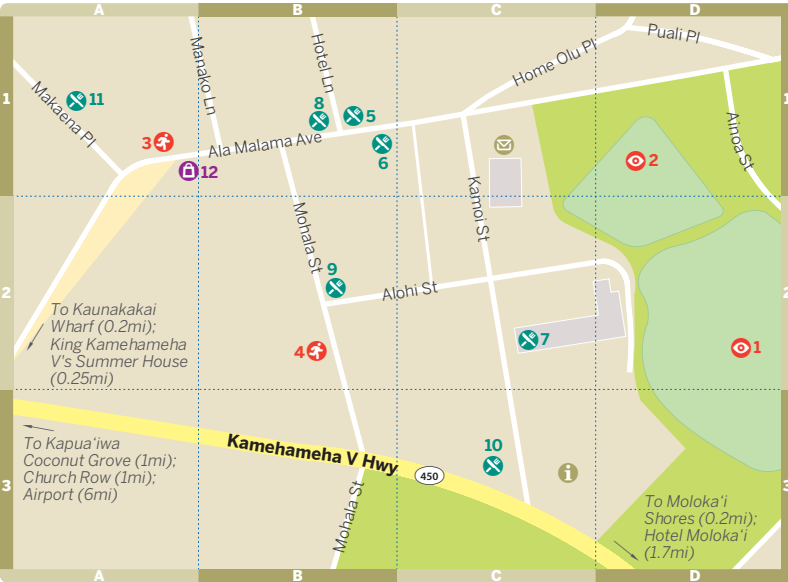 A
B
C
D
1
Makaena Pl
11
3
12
Manako Ln
Hotel Ln
8
5
6
Ala Malama Ave
Home Olu Pl
Puali Pl
Ainoa St
2
Kamoi St
2
2
Mohala St
9
Alohi St
4
7
1
To Kaunakakai
Wharf (0.2mi);
King Kamehameha
V's Summer House
(0.25mi)
3
3
Kamehameha V Hwy
450
10
To Kapuaʻiwa
Coconut Grove (1mi);
Church Row (1mi);
Airport (6mi)
Mohala St
i
To Molokaʻi
Shores (0.2mi);
Hotel Molokaʻi
(1.7mi)
A
B
C
D